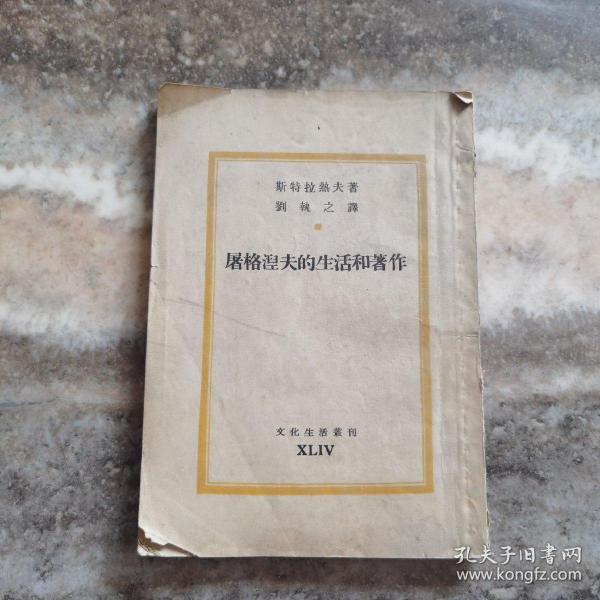 斯特拉熱夫著
劉執之譯
屠格湼夫的生活和著作
文化生活叢刊
XLIV
孔夫子旧书网
www.kongfz.com